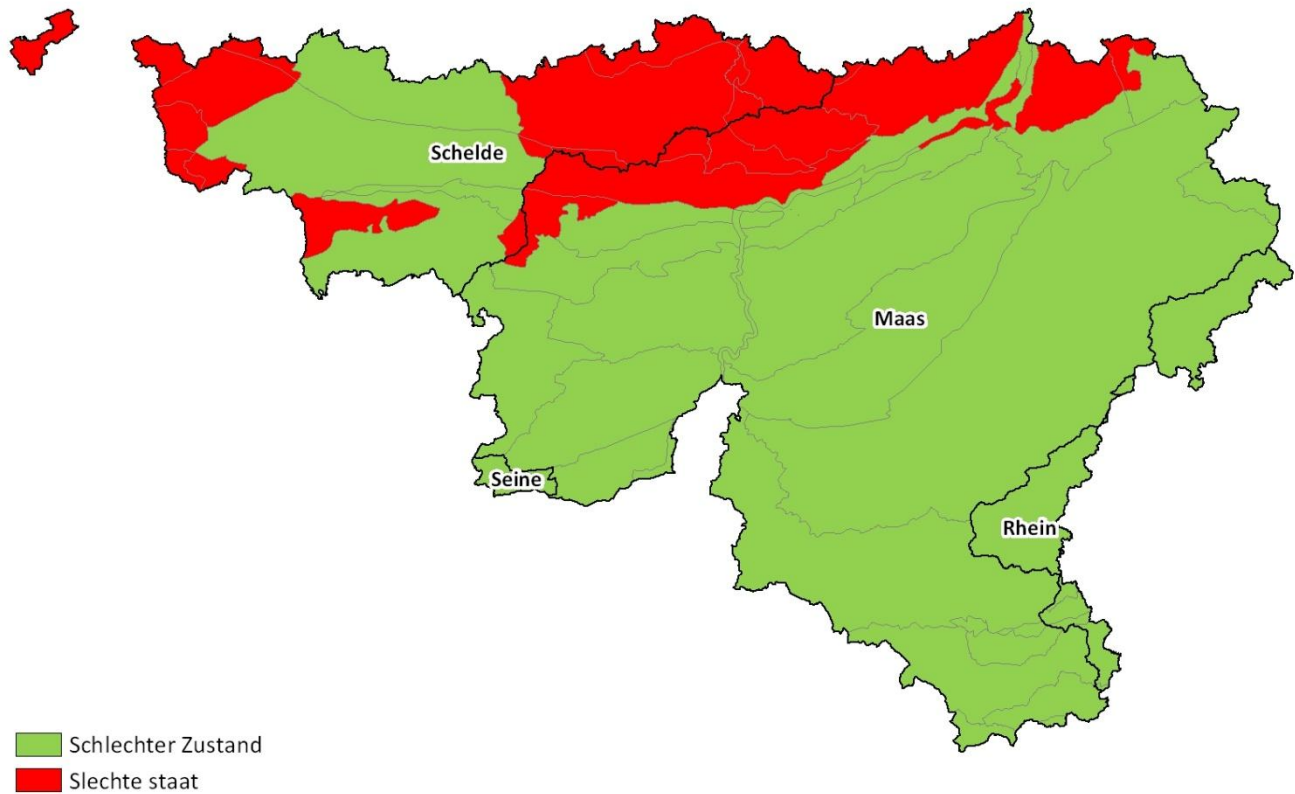 Schelde
Maas
Seine
Rhein
Schlechter Zustand
Slechte staat